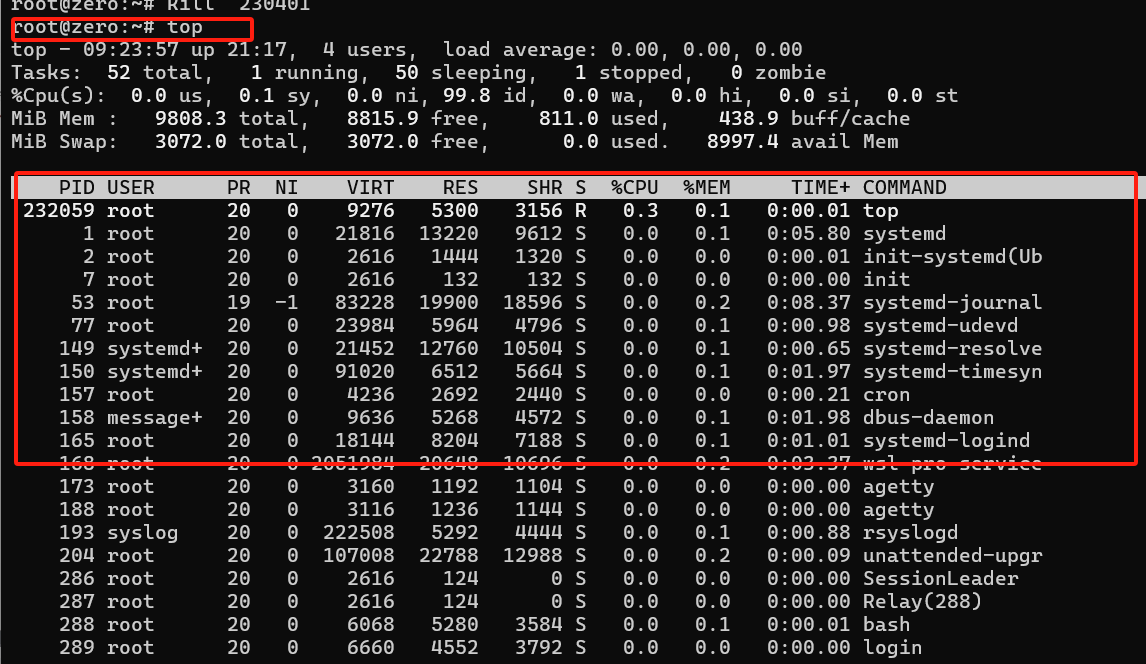 root@zero:~# kill  230401
root@zero:~# top
top - 09:23:57 up 21:17,  4 users,  load average: 0.00, 0.00, 0.00
Tasks:  52 total,   1 running,  50 sleeping,   1 stopped,   0 zombie
%Cpu(s):  0.0 us,  0.1 sy,  0.0 ni, 99.8 id,  0.0 wa,  0.0 hi,  0.0 si,  0.0 st
MiB Mem :   9808.3 total,   8815.9 free,    811.0 used,    438.9 buff/cache
MiB Swap:   3072.0 total,   3072.0 free,      0.0 used.   8997.4 avail Mem
PID USER      PR  NI    VIRT    RES    SHR S  %CPU  %MEM     TIME+ COMMAND
232059 root      20   0    9276   5300   3156 R   0.3   0.1   0:00.01 top
1 root      20   0   21816  13220   9612 S   0.0   0.1   0:05.80 systemd
2 root      20   0    2616   1444   1320 S   0.0   0.0   0:00.01 init-systemd(Ub
7 root      20   0    2616    132    132 S   0.0   0.0   0:00.00 init
53 root      19  -1   83228  19900  18596 S   0.0   0.2   0:08.37 systemd-journal
77 root      20   0   23984   5964   4796 S   0.0   0.1   0:00.98 systemd-udevd
149 systemd+  20   0   21452  12760  10504 S   0.0   0.1   0:00.65 systemd-resolve
150 systemd+  20   0   91020   6512   5664 S   0.0   0.1   0:01.97 systemd-timesyn
157 root      20   0    4236   2692   2440 S   0.0   0.0   0:00.21 cron
158 message+  20   0    9636   5268   4572 S   0.0   0.1   0:01.98 dbus-daemon
165 root      20   0   18144   8204   7188 S   0.0   0.1   0:01.01 systemd-logind
168 root      20   0 2051984  20648  10696 S   0.0   0.2   0:03.37 wsl-pro-service
173 root      20   0    3160   1192   1104 S   0.0   0.0   0:00.00 agetty
188 root      20   0    3116   1236   1144 S   0.0   0.0   0:00.00 agetty
193 syslog    20   0  222508   5292   4444 S   0.0   0.1   0:00.88 rsyslogd
204 root      20   0  107008  22788  12988 S   0.0   0.2   0:00.09 unattended-upgr
286 root      20   0    2616    124      0 S   0.0   0.0   0:00.00 SessionLeader
287 root      20   0    2616    124      0 S   0.0   0.0   0:00.00 Relay(288)
288 root      20   0    6068   5280   3584 S   0.0   0.1   0:00.01 bash
289 root      20   0    6660   4552   3792 S   0.0   0.0   0:00.00 login